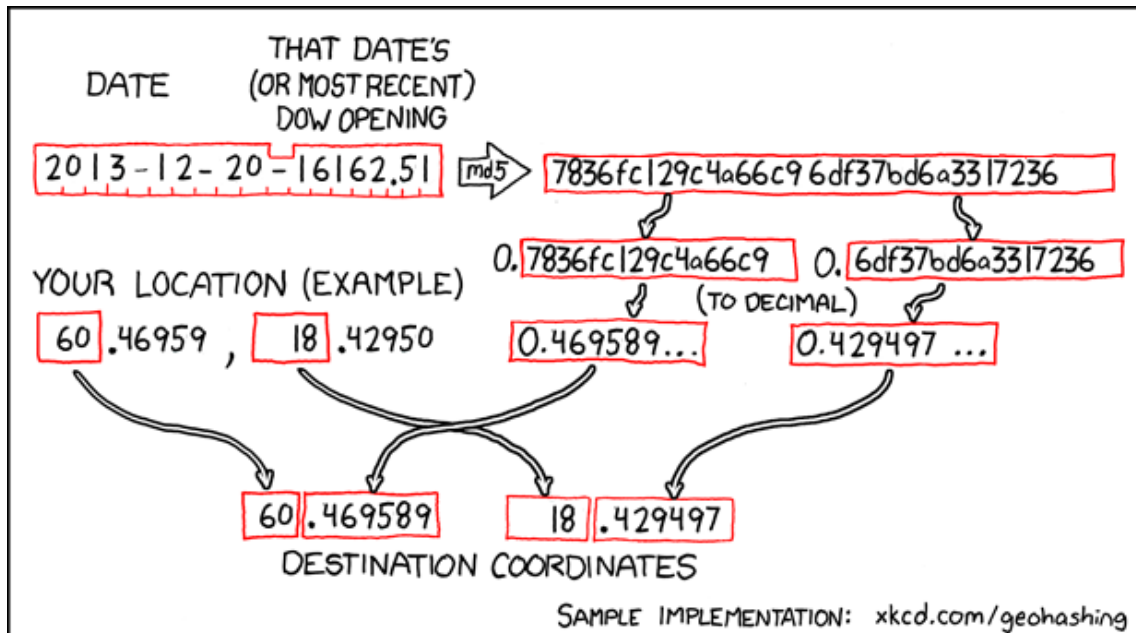 DATE
THAT DATE'S
(OR MOST RECENT)
DOW OPENING
2013-12-20-16162.51
md5
7836fc129c4a66c96df37bd6a3317236
0.7836fc129c4a66c9
0.6df37bd6a3317236
YOUR LOCATION (EXAMPLE)
(TO DECIMAL)
60.46959, 18.42950
0.469589...
0.429497 ...
60.469589
18.429497
DESTINATION COORDINATES
SAMPLE IMPLEMENTATION: xkcd.com/geohashing